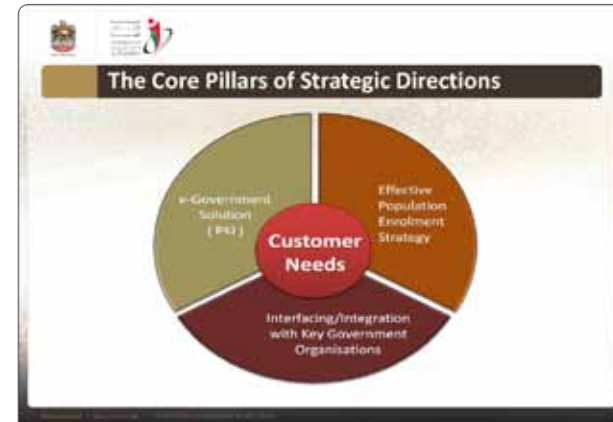 The Core Pillars of Strategic Directions
e-Government
Solution
( PKI )
Effective
Population
Enrolment
Strategy
Customer
Needs
Interfacing/Integration
with Key Government
Organisations